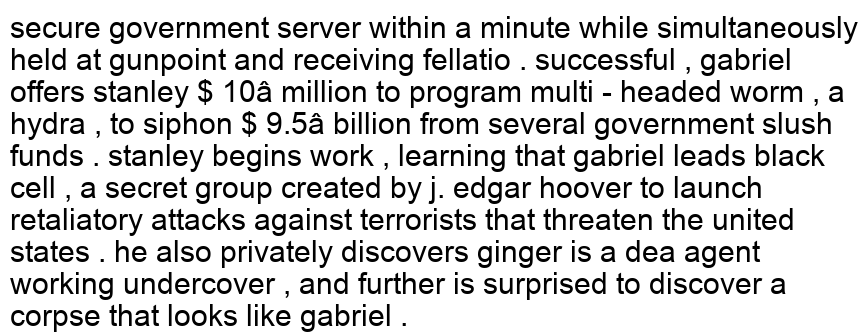 secure government server within a minute while simultaneously
held at gunpoint and receiving fellatio . successful , gabriel
offers stanley $ 10â million to program multi - headed worm , a
hydra , to siphon $ 9.5â billion from several government slush
funds . stanley begins work , learning that gabriel leads black
cell , a secret group created by j. edgar hoover to launch
retaliatory attacks against terrorists that threaten the united
states . he also privately discovers ginger is a dea agent
working undercover , and further is surprised to discover a
corpse that looks like gabriel .